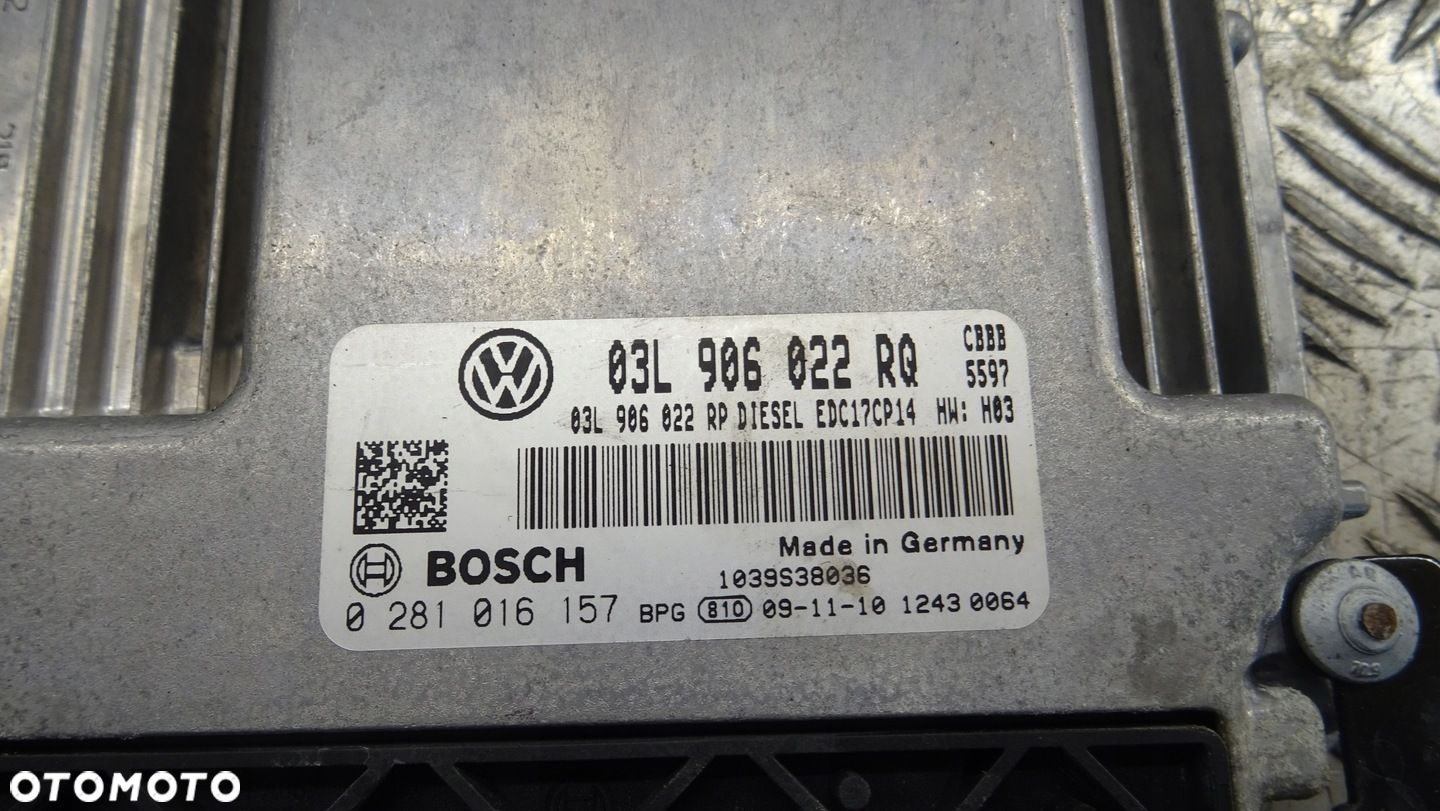 03L 906 022 RQ
CBBB
5597
03L 906 022 RP DIESEL EDC17CP14 HW: H03
Made in Germany
BOSCH
1039S38036
0 281 016 157 BPG 810 09-11-10 1243 0064
OTOMOTO